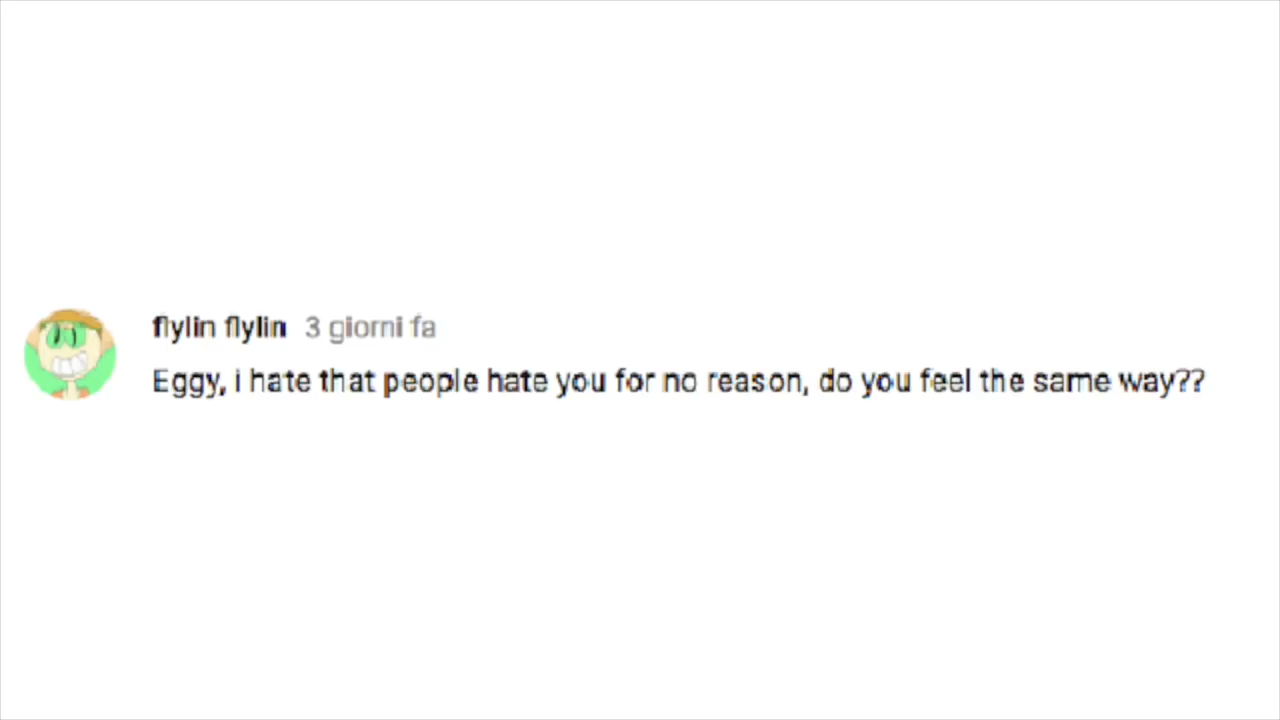 flylin flylin 3 giorni fa
Eggy, i hate that people hate you for no reason, do you feel the same way??